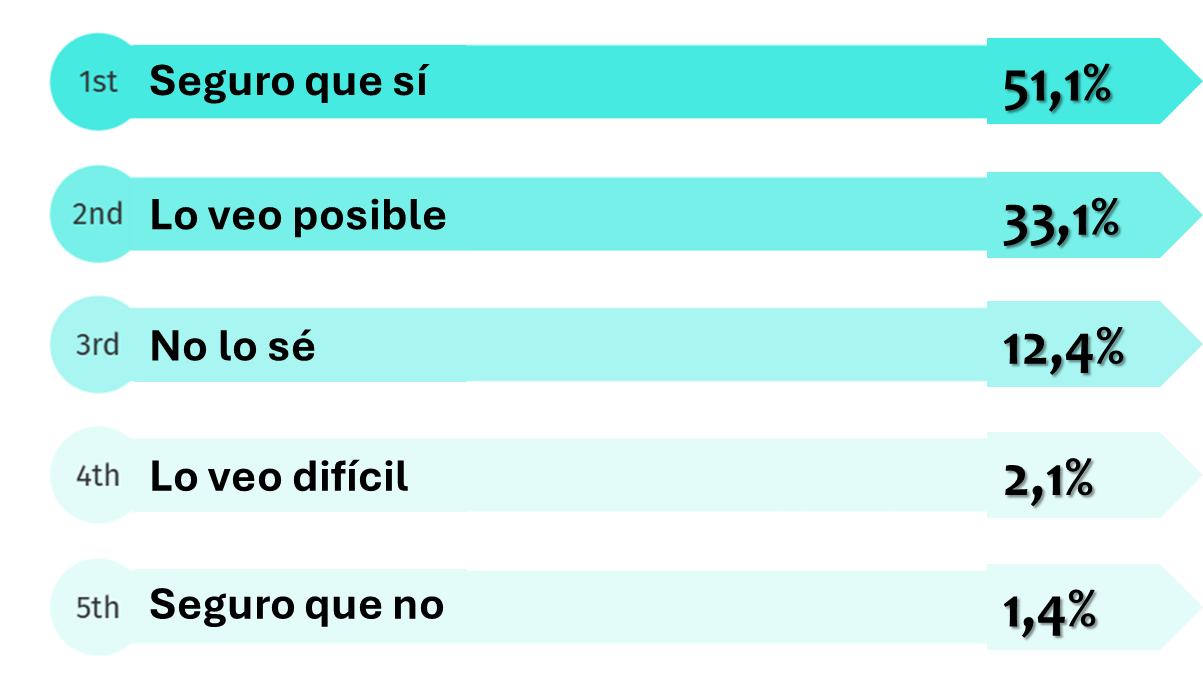 1st Seguro que sí 51,1%
2nd Lo veo posible 33,1%
3rd No lo sé 12,4%
4th Lo veo difícil 2,1%
5th Seguro que no 1,4%